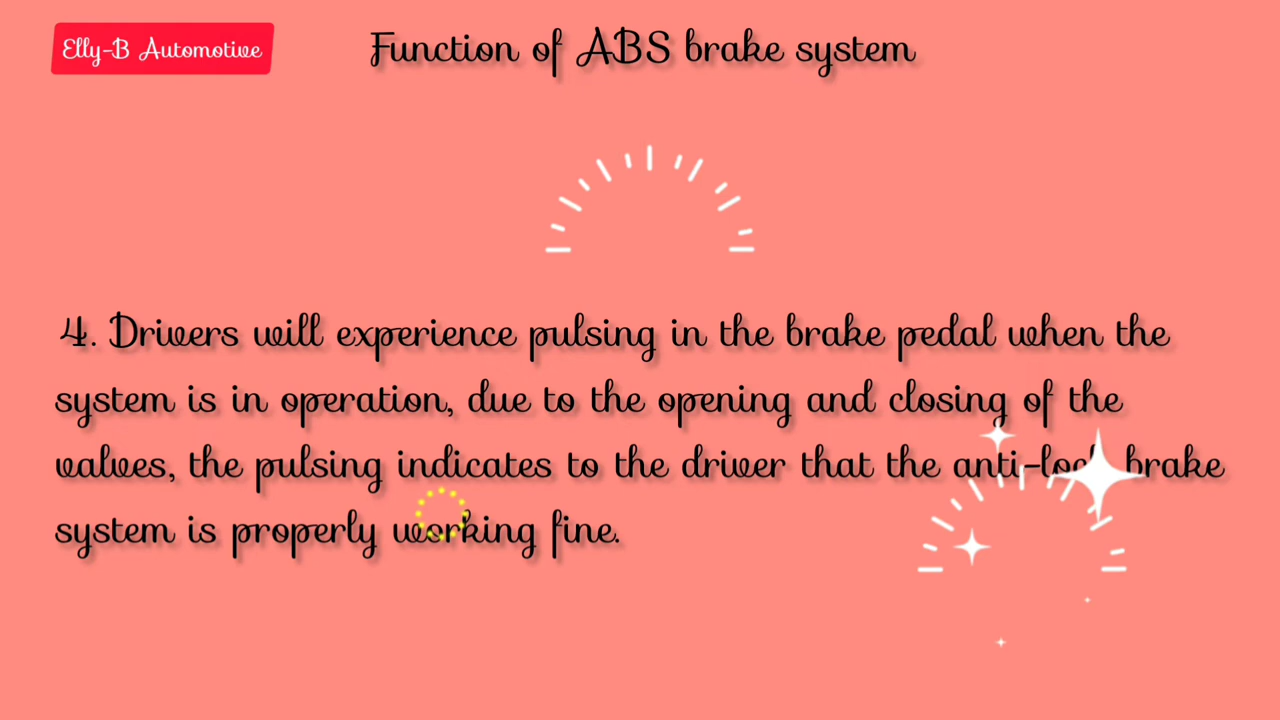 Elly-B Automotive
Function of ABS brake system
4. Drivers will experience pulsing in the brake pedal when the
system is in operation, due to the opening and closing of the
valves, the pulsing indicates to the driver that the anti-lock brake
system is properly working fine.